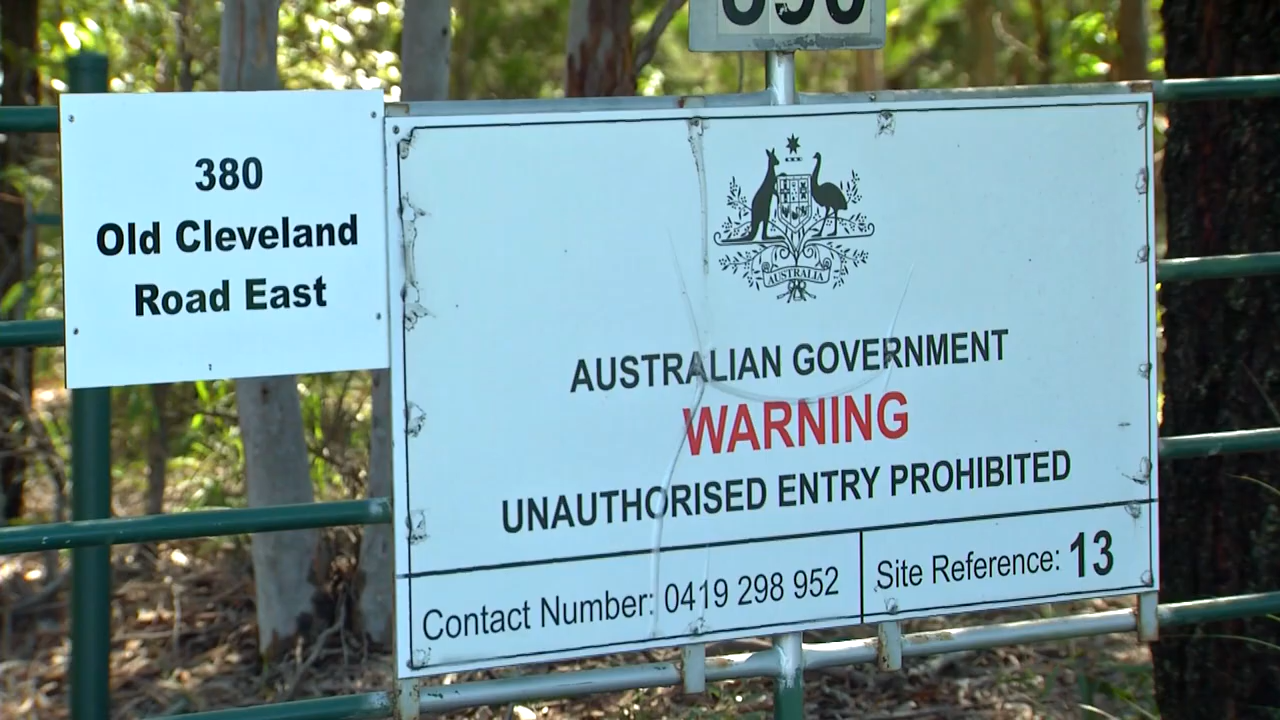 380
Old Cleveland
Road East
AUSTRALIA
AUSTRALIAN GOVERNMENT
WARNING
UNAUTHORISED ENTRY PROHIBITED
Contact Number: 0419 298 952
Site Reference: 13